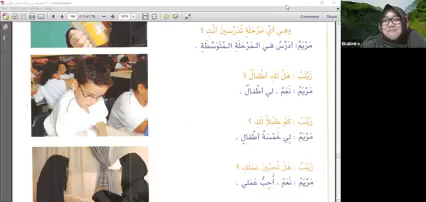 وَفِي أَيِّ مَرْحَلَةٍ تُدَرِّسِينَ أَنْتِ ؟
مَرْيَمُ : أُدَرِّسُ فِي الْمَرْحَلَةِ الْمُتَوَسِّطَةِ .
زَيْنَبُ : هَلْ لَكِ أَطْفَالٌ ؟
مَرْيَمُ : نَعَمْ ، لِي أَطْفَالٌ .
زَيْنَبُ : كَمْ طِفْلًا لَكِ ؟
مَرْيَمُ : لِي خَمْسَةُ أَطْفَالٍ .
زَيْنَبُ : هَلْ تُحِبِّينَ عَمَلَكِ ؟
مَرْيَمُ : نَعَمْ ، أُحِبُّ عَمَلِي .